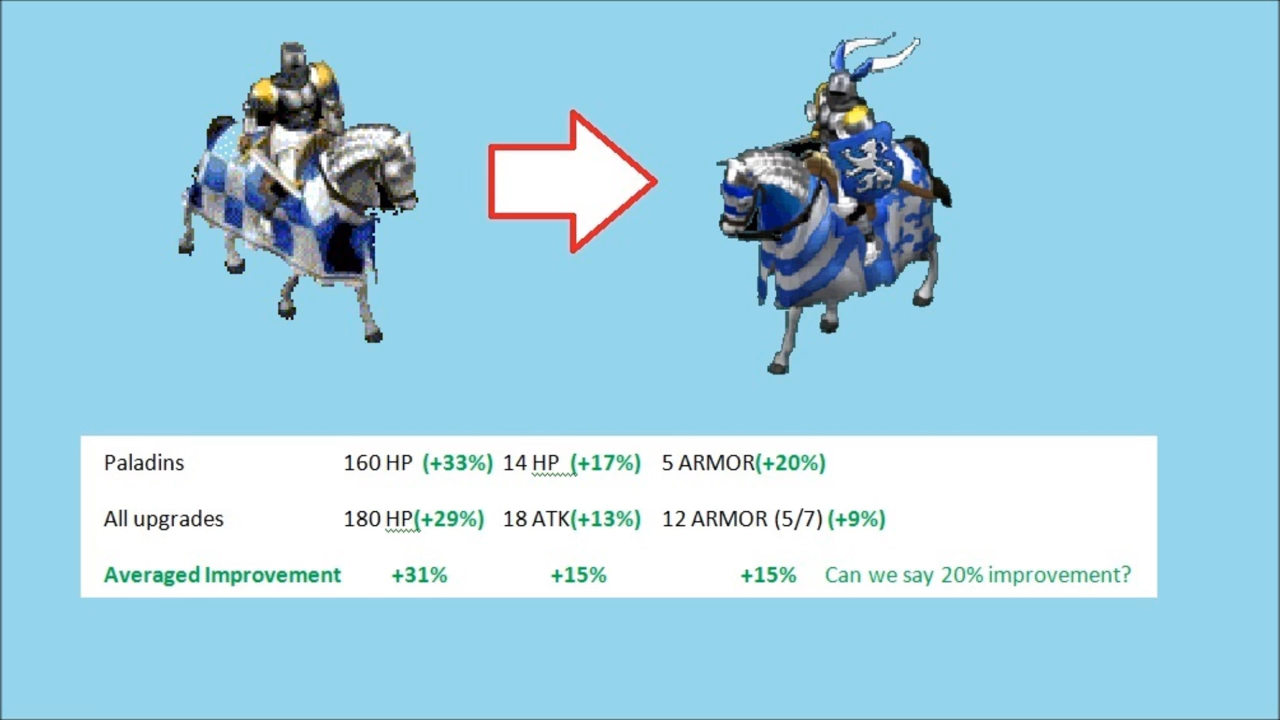 Paladins 160 HP (+33%) 14 HP (+17%) 5 ARMOR(+20%)
All upgrades 180 HP(+29%) 18 ATK(+13%) 12 ARMOR (5/7) (+9%)
Averaged Improvement +31% +15% +15% Can we say 20% improvement?